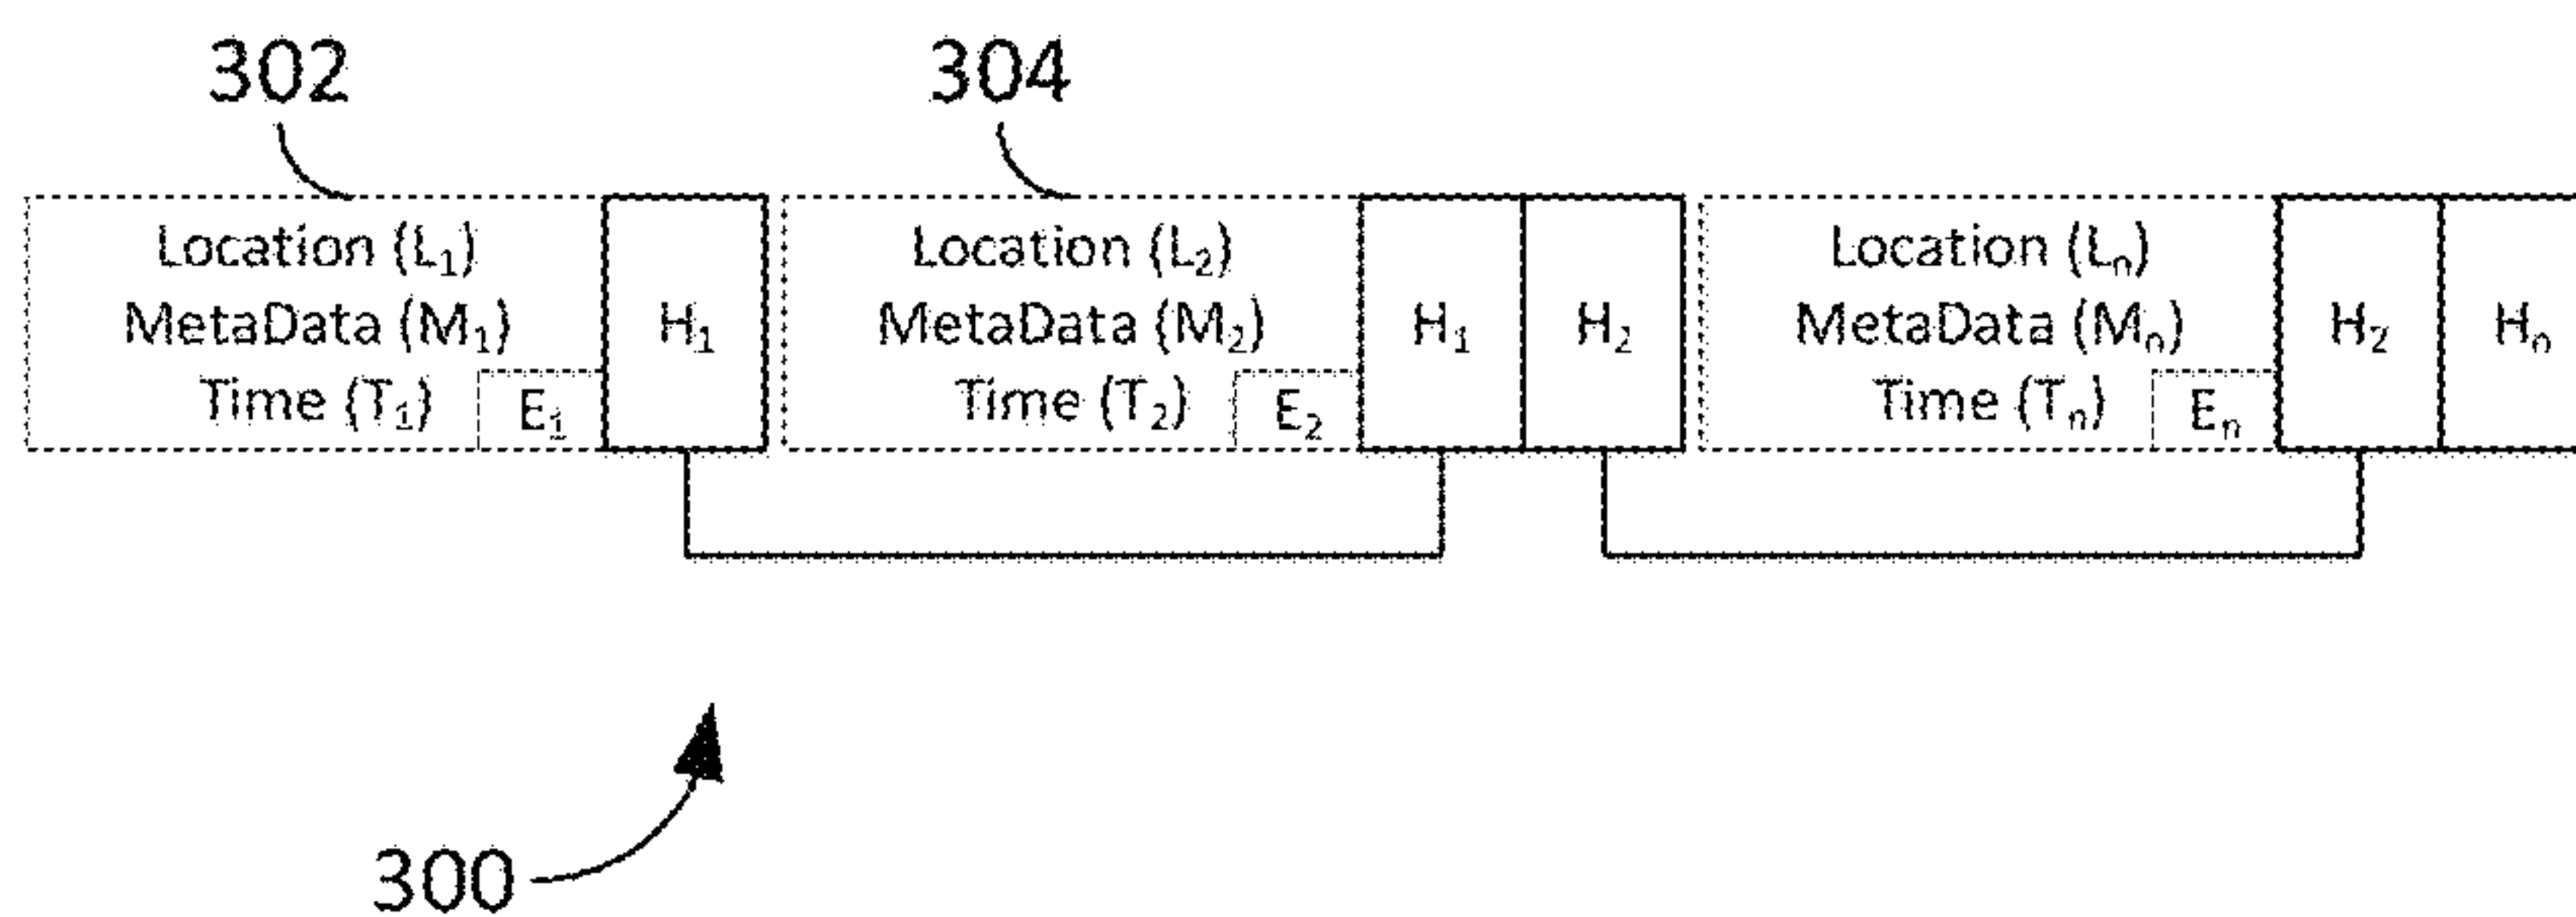 302 304
Location (L₁) Location (L₂) Location (Lₙ)
MetaData (M₁) H₁ MetaData (M₂) H₁ H₂ MetaData (Mₙ) H₂ Hₙ
Time (T₁) E₁ Time (T₂) E₂ Time (Tₙ) Eₙ
300